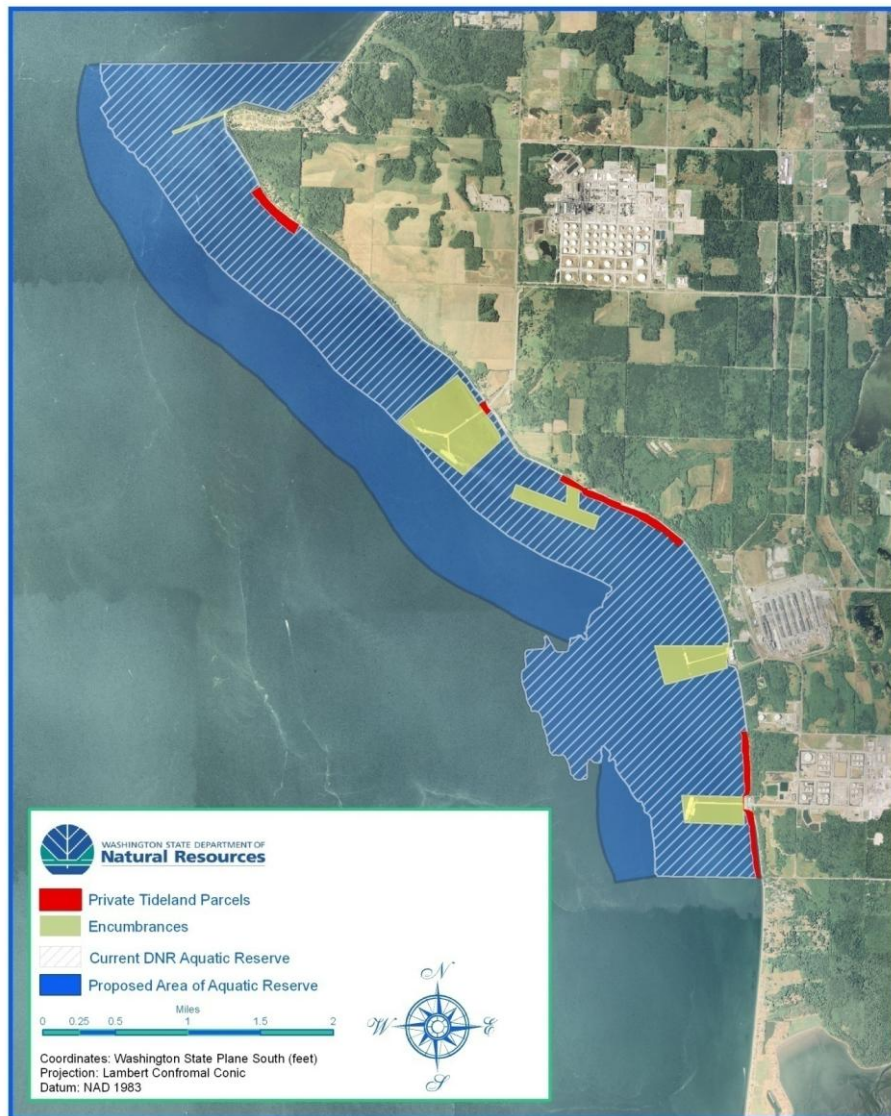 WASHINGTON STATE DEPARTMENT OF
Natural Resources
Private Tideland Parcels
Encumbrances
Current DNR Aquatic Reserve
Proposed Area of Aquatic Reserve
Miles
0 0.25 0.5 1 1.5 2
N
W E
S
Coordinates: Washington State Plane South (feet)
Projection: Lambert Confromal Conic
Datum: NAD 1983